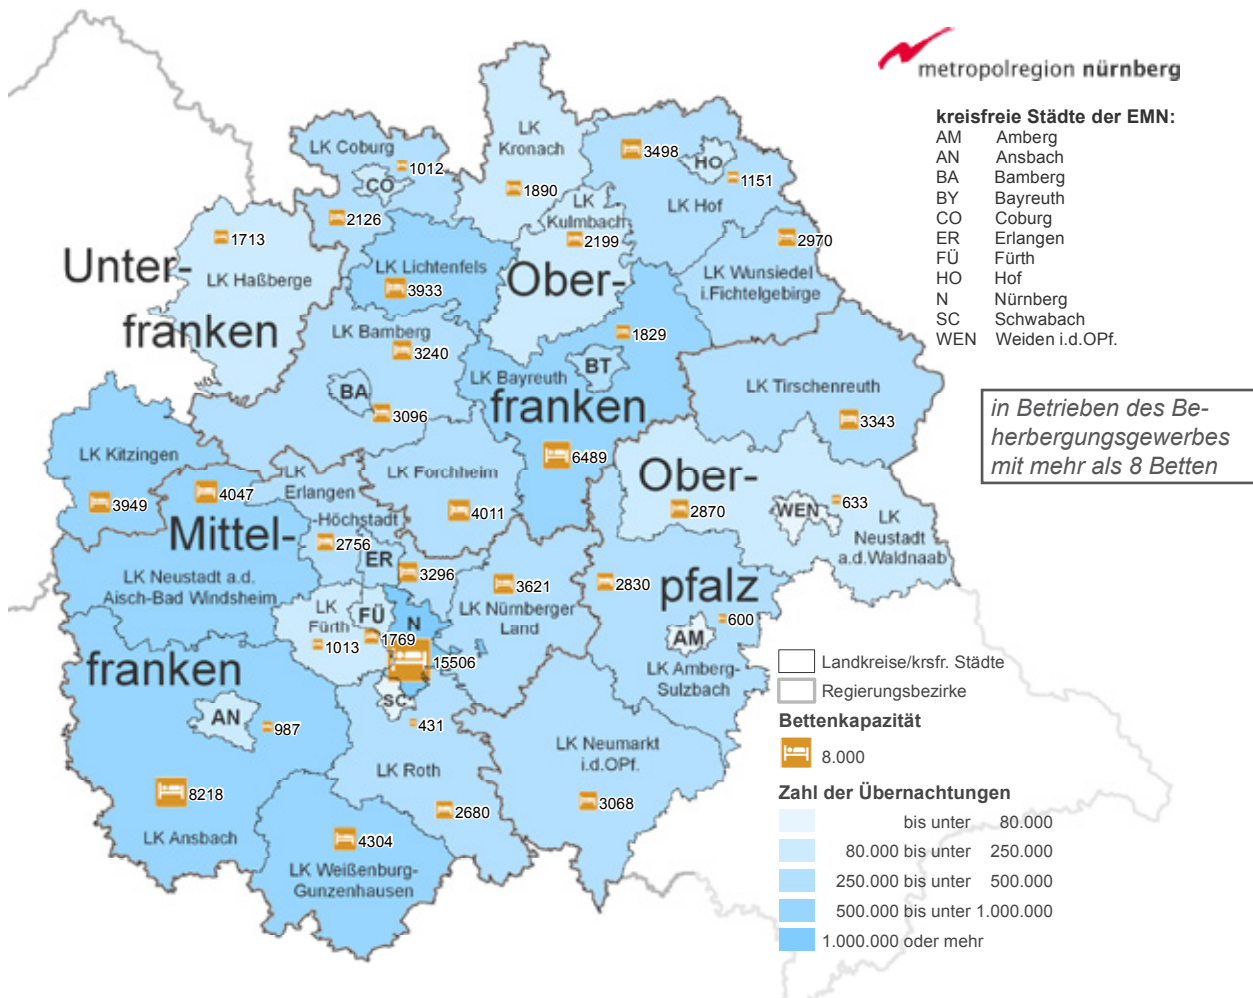 metropolregion nürnberg
kreisfreie Städte der EMN:
AM Amberg
AN Ansbach
BA Bamberg
BY Bayreuth
CO Coburg
ER Erlangen
FÜ Fürth
HO Hof
N Nürnberg
SC Schwabach
WEN Weiden i.d.OPf.
in Betrieben des Be-
herbergungsgewerbes
mit mehr als 8 Betten
LK
Kronach
1890
LK Coburg
1012
CO
2126
3498
HO
1151
LK Hof
LK
Kulmbach
2199
2970
LK Wunsiedel
i.Fichtelgebirge
1713
LK Haßberge
Unter-
franken
LK Lichtenfels
3933
Ober-
franken
LK Bamberg
3240
BA
3096
1829
BT
LK Bayreuth
6489
LK Tirschenreuth
3343
LK Kitzingen
3949
4047
LK
Erlangen
-Höchstadt
2756
LK Forchheim
4011
Mittel-
franken
LK Neustadt a.d.
Aisch-Bad Windsheim
ER
3296
3621
LK Nürnberger
Land
LK
Fürth
1013
FÜ
1769
N
15506
SC
431
Ober-
pfalz
2870
WEN
633
LK
Neustadt
a.d.Waldnaab
2830
600
AM
LK Amberg-
Sulzbach
AN
987
8218
LK Ansbach
LK Roth
2680
4304
LK Weißenburg-
Gunzenhausen
LK Neumarkt
i.d.OPf.
3068
Landkreise/krsfr. Städte
Regierungsbezirke
Bettenkapazität
8.000
Zahl der Übernachtungen
bis unter 80.000
80.000 bis unter 250.000
250.000 bis unter 500.000
500.000 bis unter 1.000.000
1.000.000 oder mehr